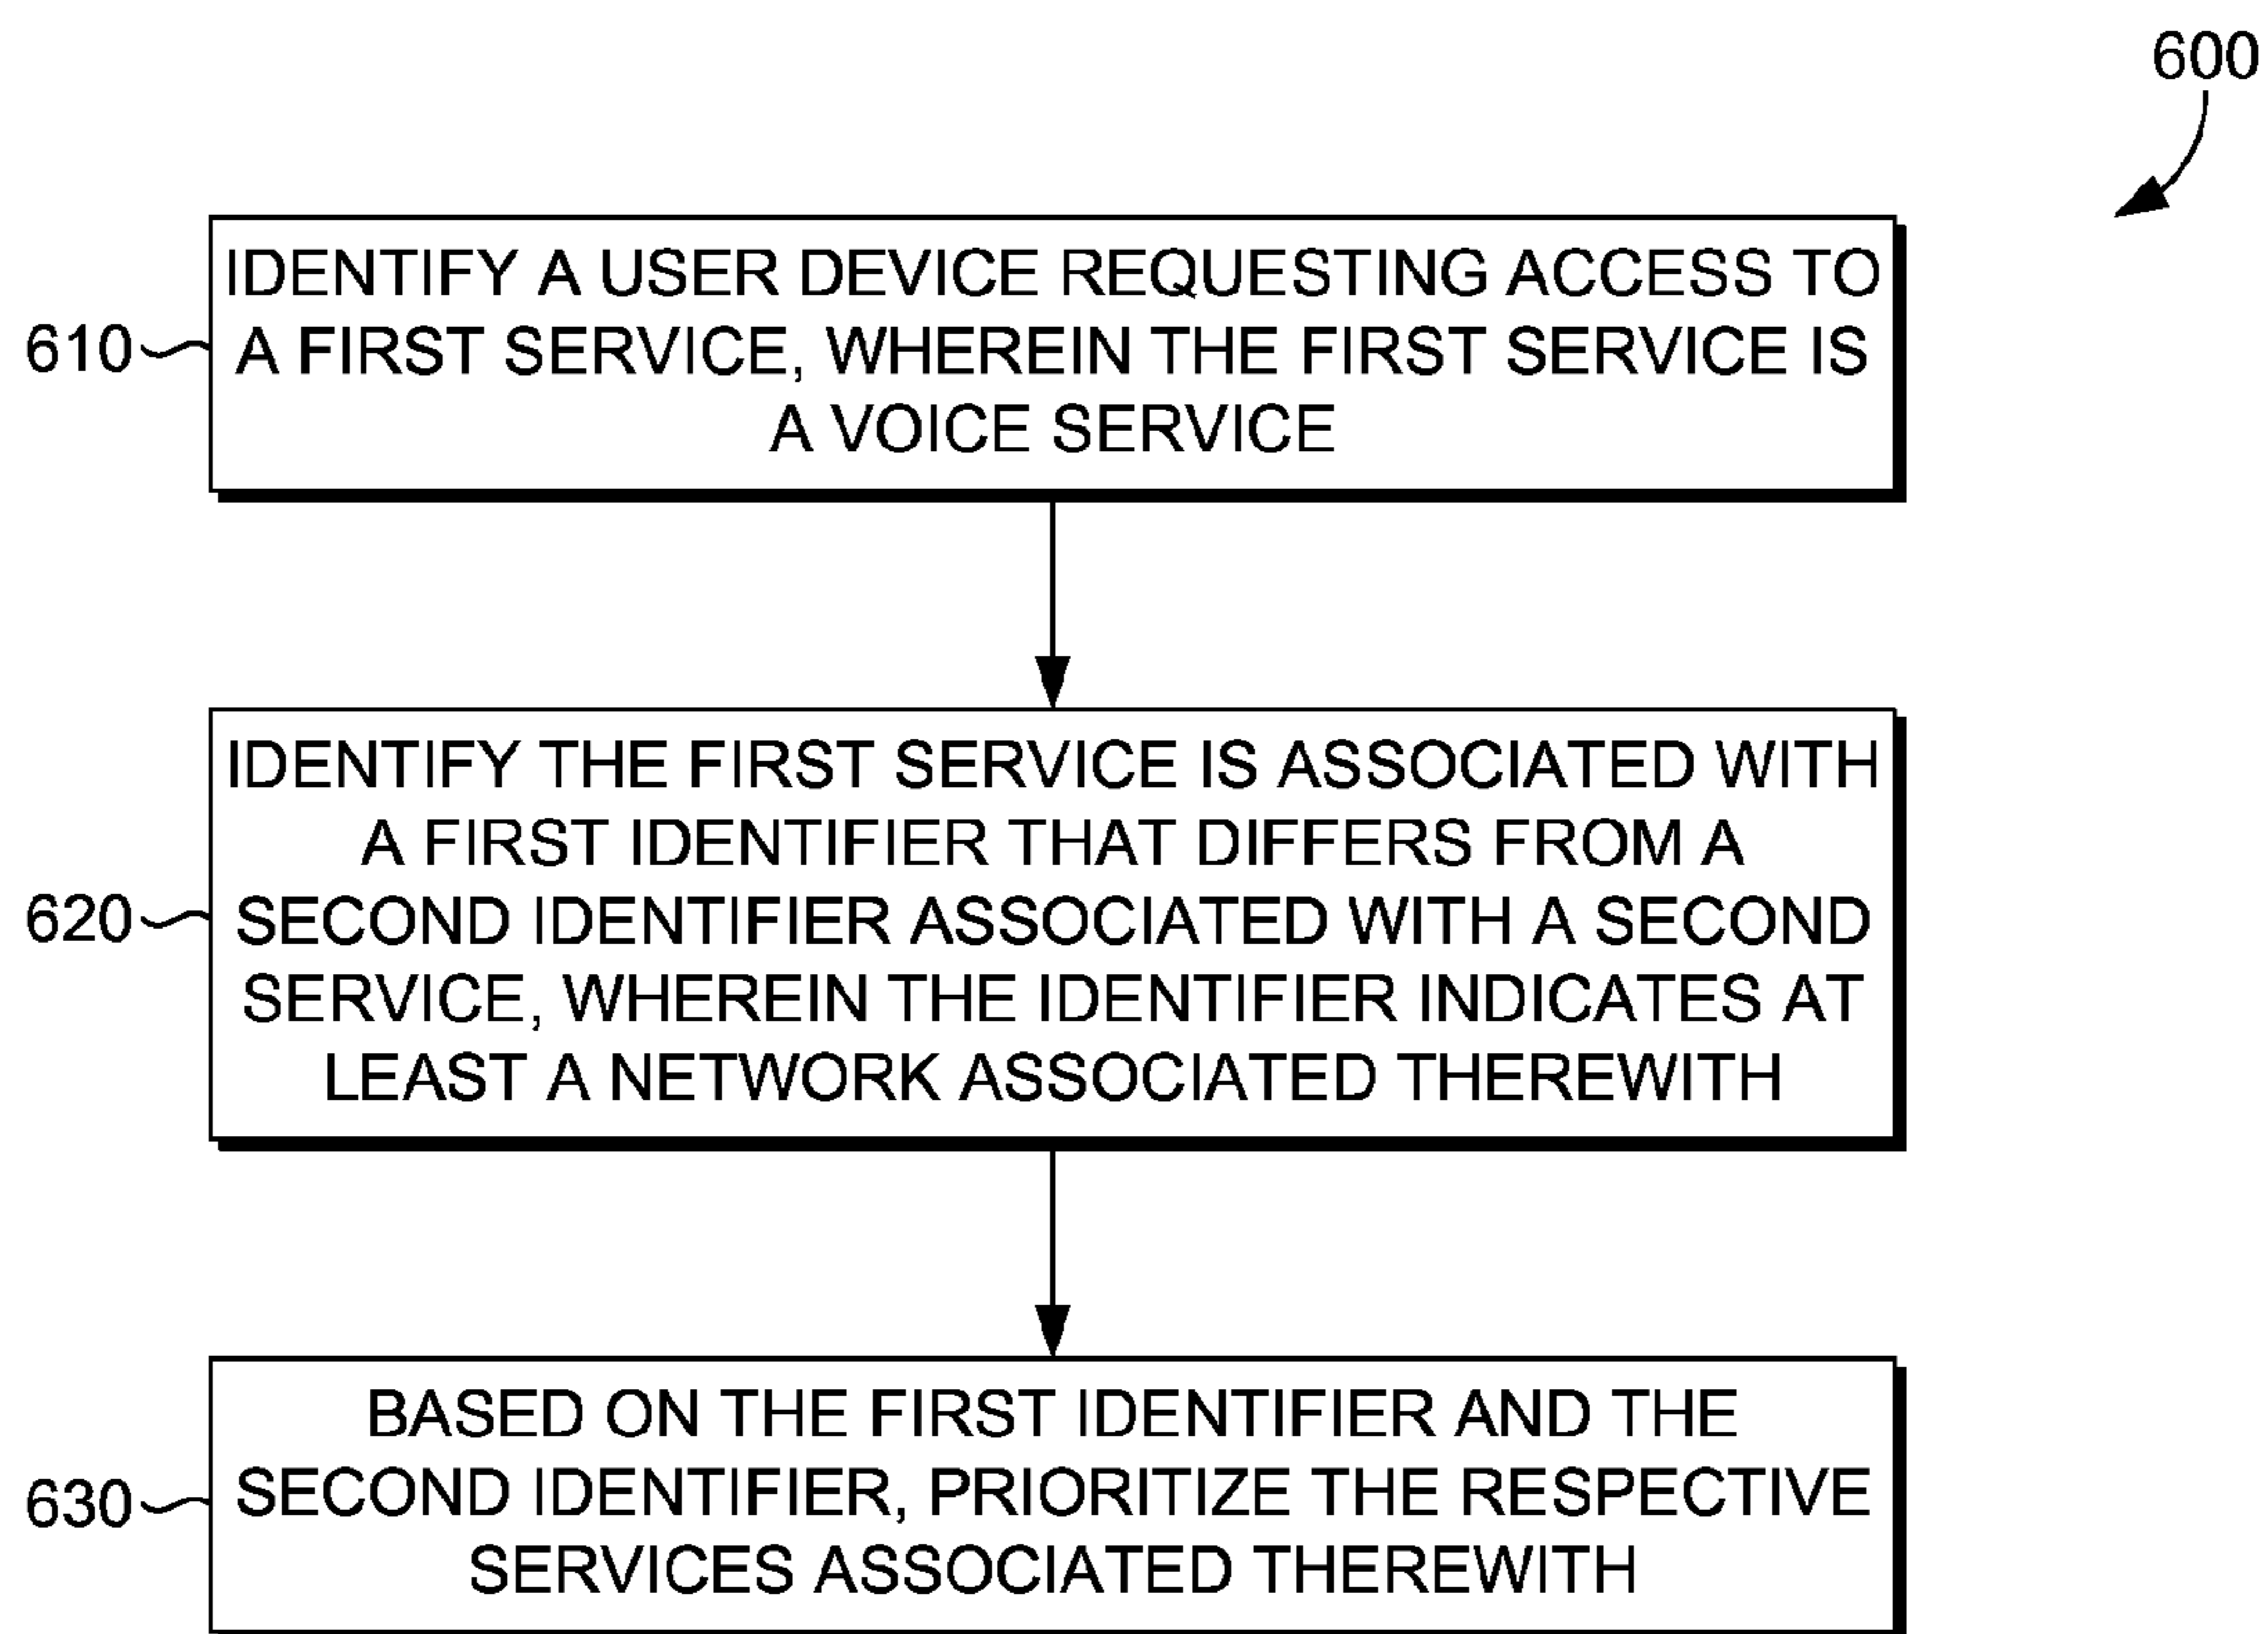 600
610
IDENTIFY A USER DEVICE REQUESTING ACCESS TO
A FIRST SERVICE, WHEREIN THE FIRST SERVICE IS
A VOICE SERVICE
620
IDENTIFY THE FIRST SERVICE IS ASSOCIATED WITH
A FIRST IDENTIFIER THAT DIFFERS FROM A
SECOND IDENTIFIER ASSOCIATED WITH A SECOND
SERVICE, WHEREIN THE IDENTIFIER INDICATES AT
LEAST A NETWORK ASSOCIATED THEREWITH
630
BASED ON THE FIRST IDENTIFIER AND THE
SECOND IDENTIFIER, PRIORITIZE THE RESPECTIVE
SERVICES ASSOCIATED THEREWITH